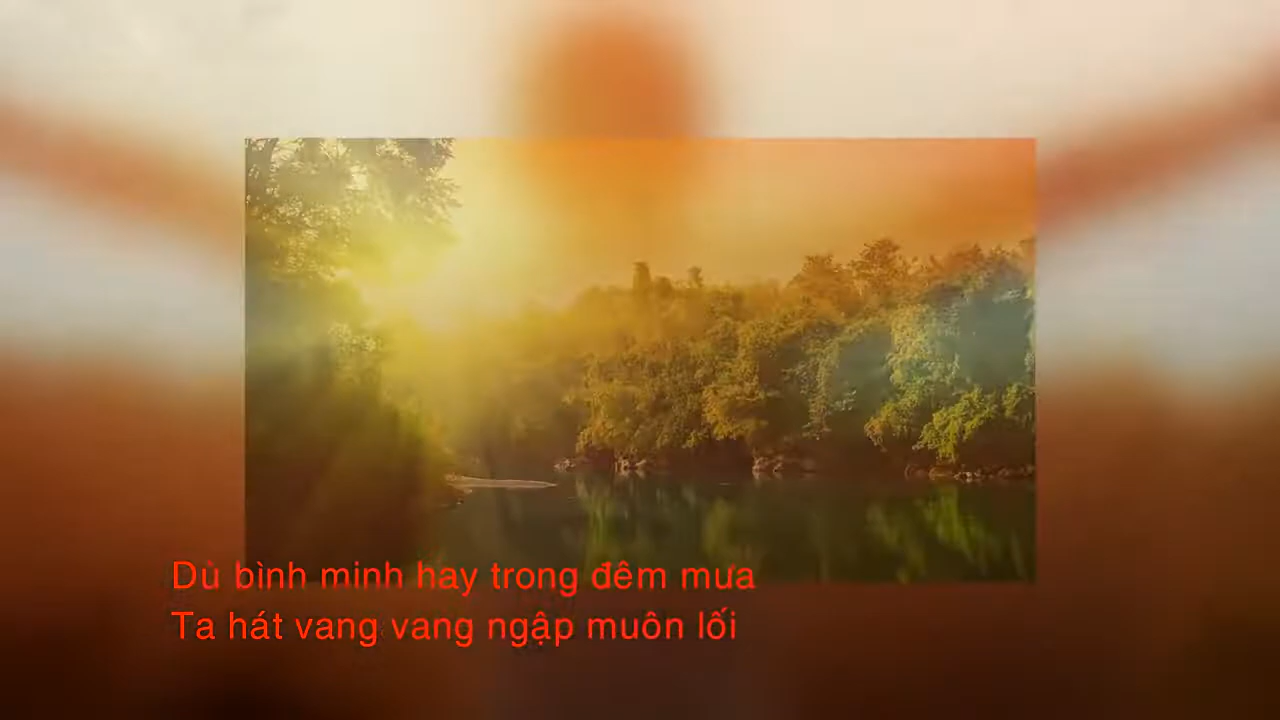 Dù bình minh hay trong đêm mưa
Ta hát vang vang ngập muôn lối